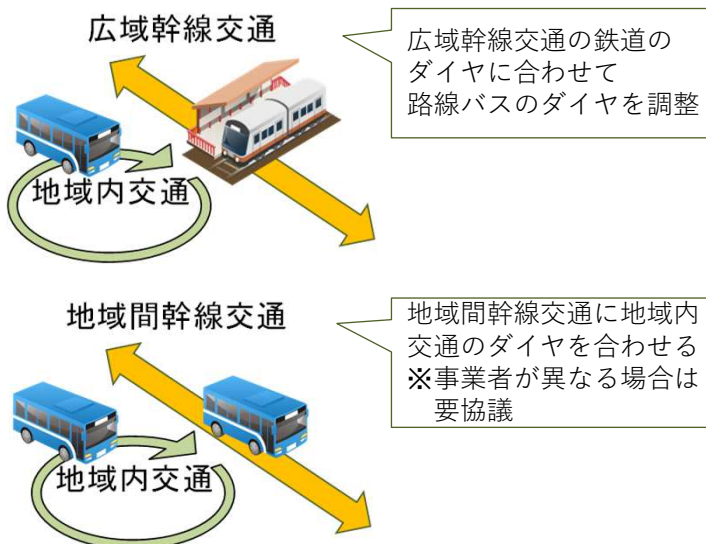 広域幹線交通
広域幹線交通の鉄道の
ダイヤに合わせて
路線バスのダイヤを調整
地域内交通
地域間幹線交通
地域間幹線交通に地域内
交通のダイヤを合わせる
※事業者が異なる場合は
要協議
地域内交通